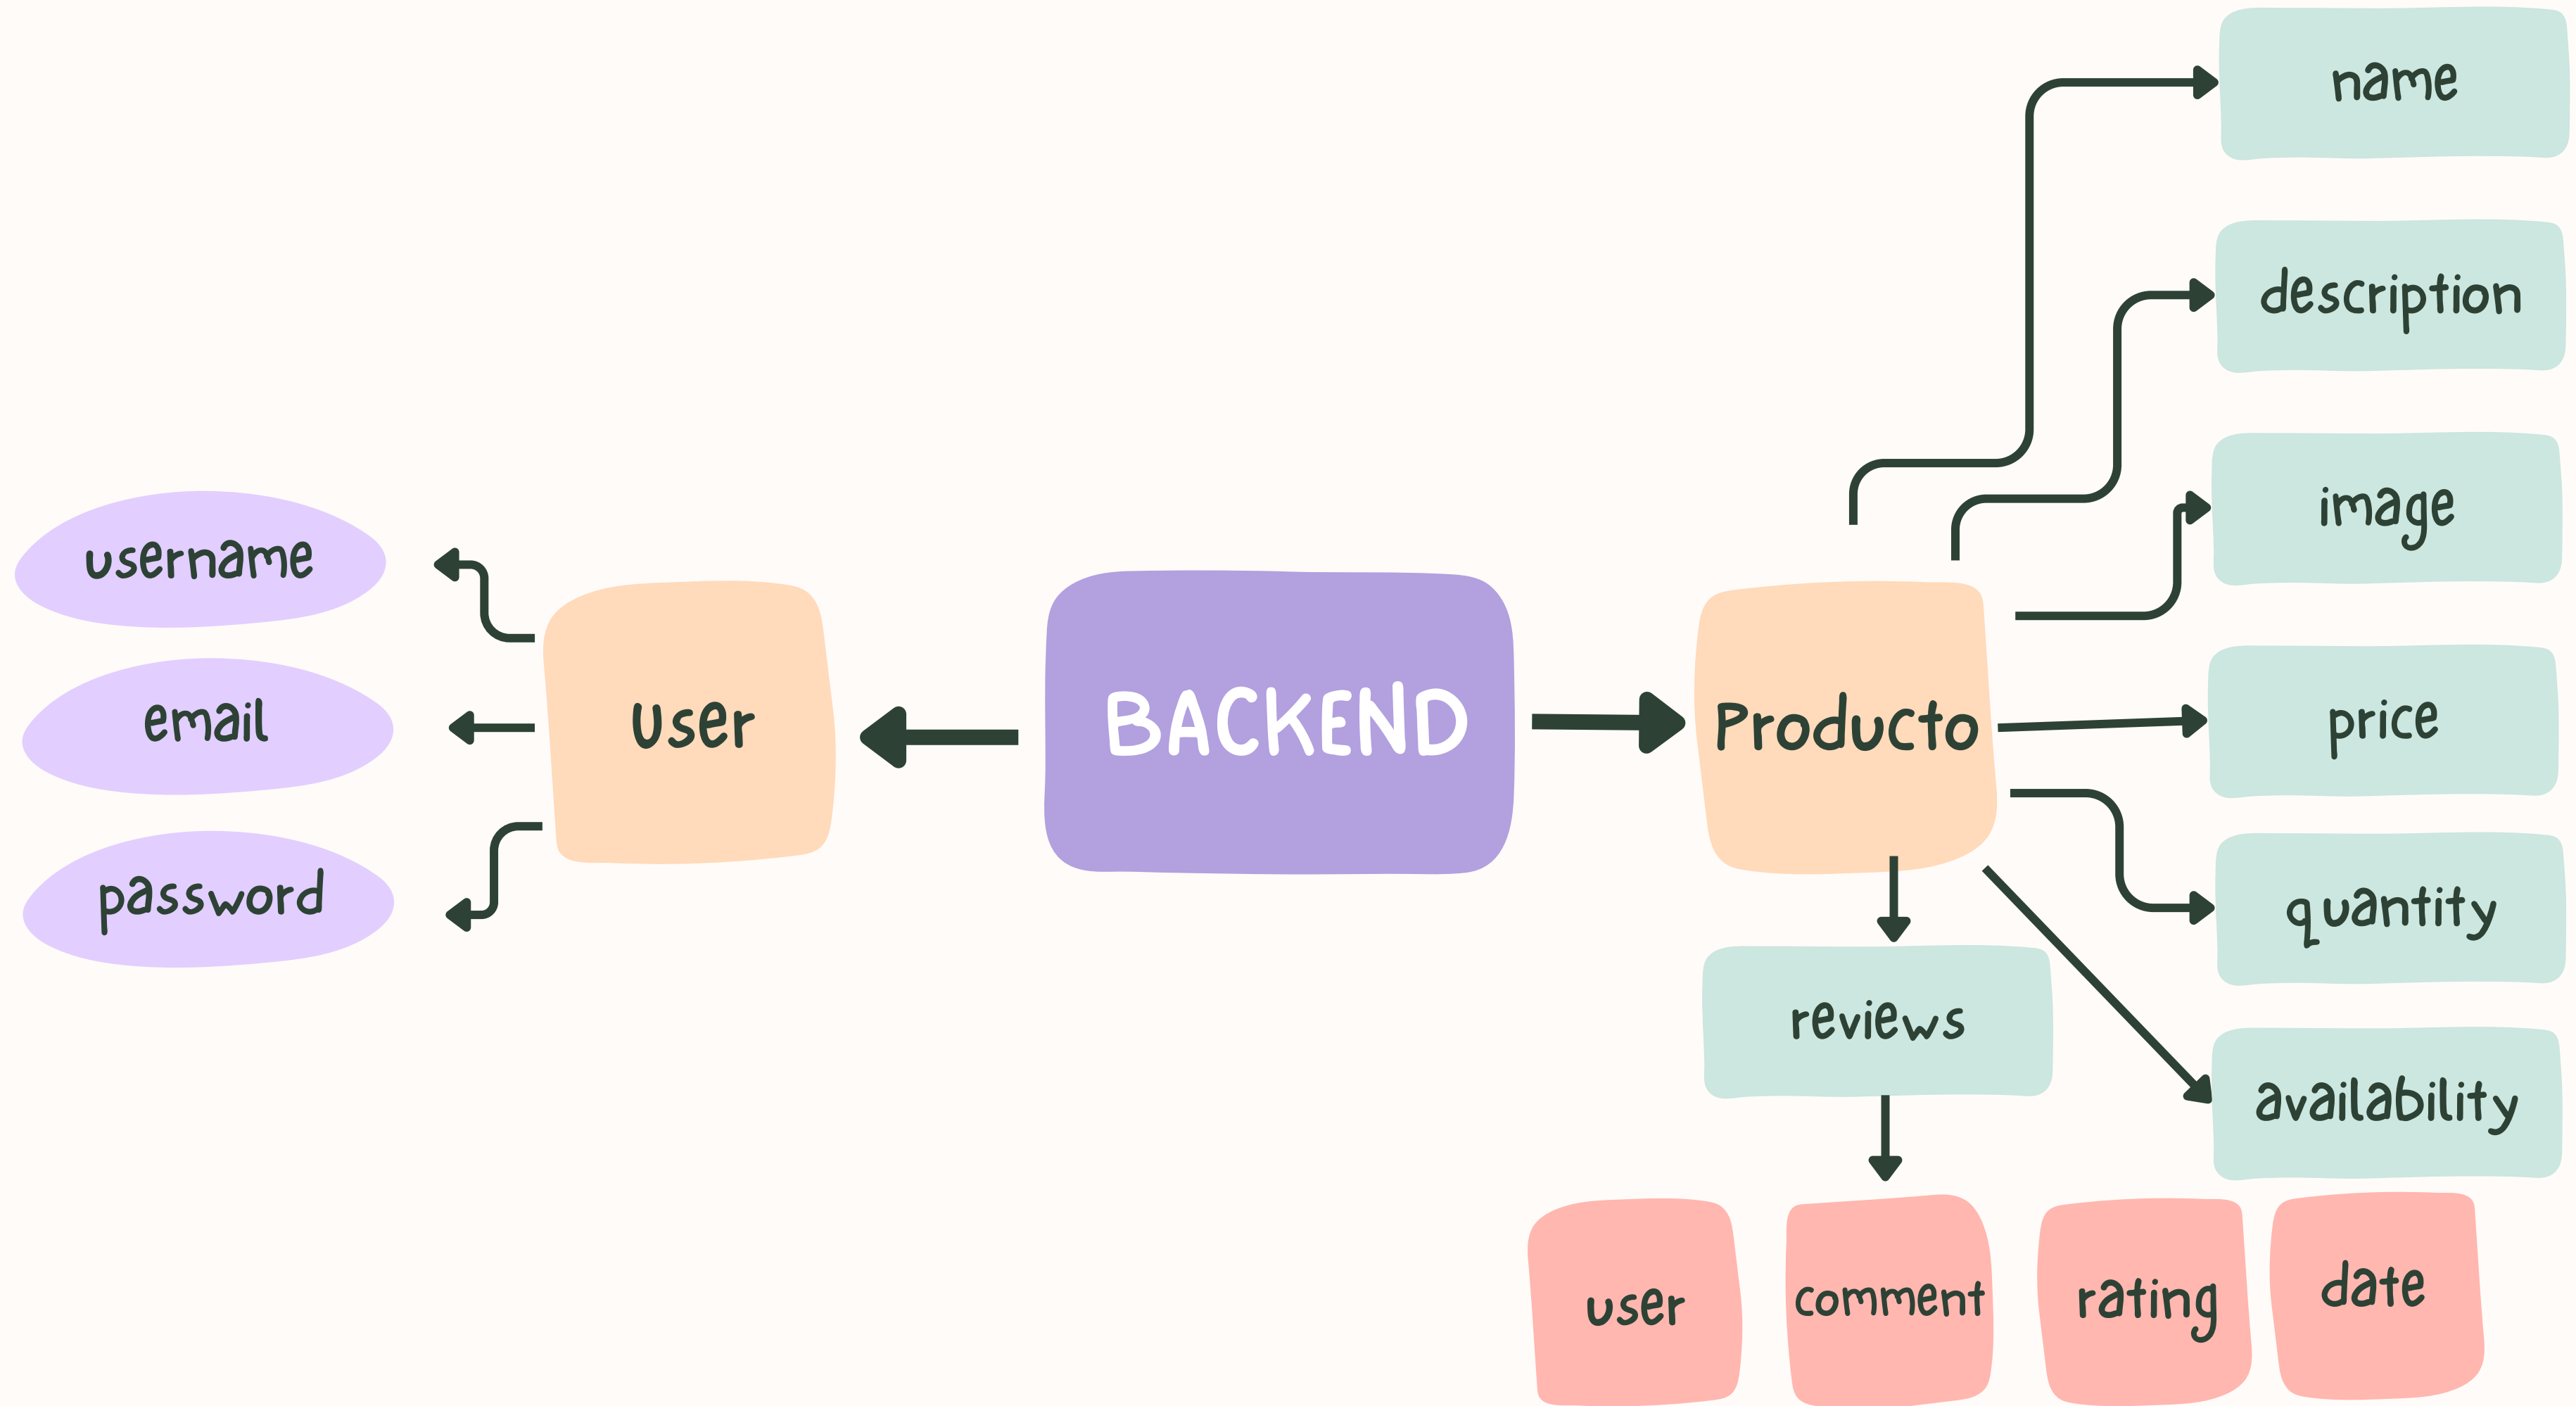 name
description
image
username
email
password
user
BACKEND
Producto
price
quantity
reviews
availability
user
comment
rating
date